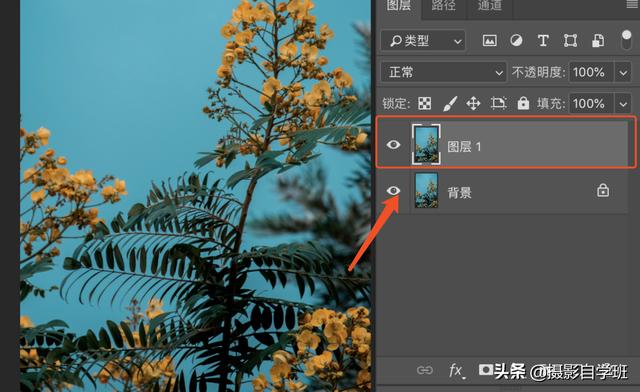 图层 路径 通道
类型
正常 不透明度: 100%
锁定: 填充: 100%
图层 1
背景
fx
头条 @摄影自学班